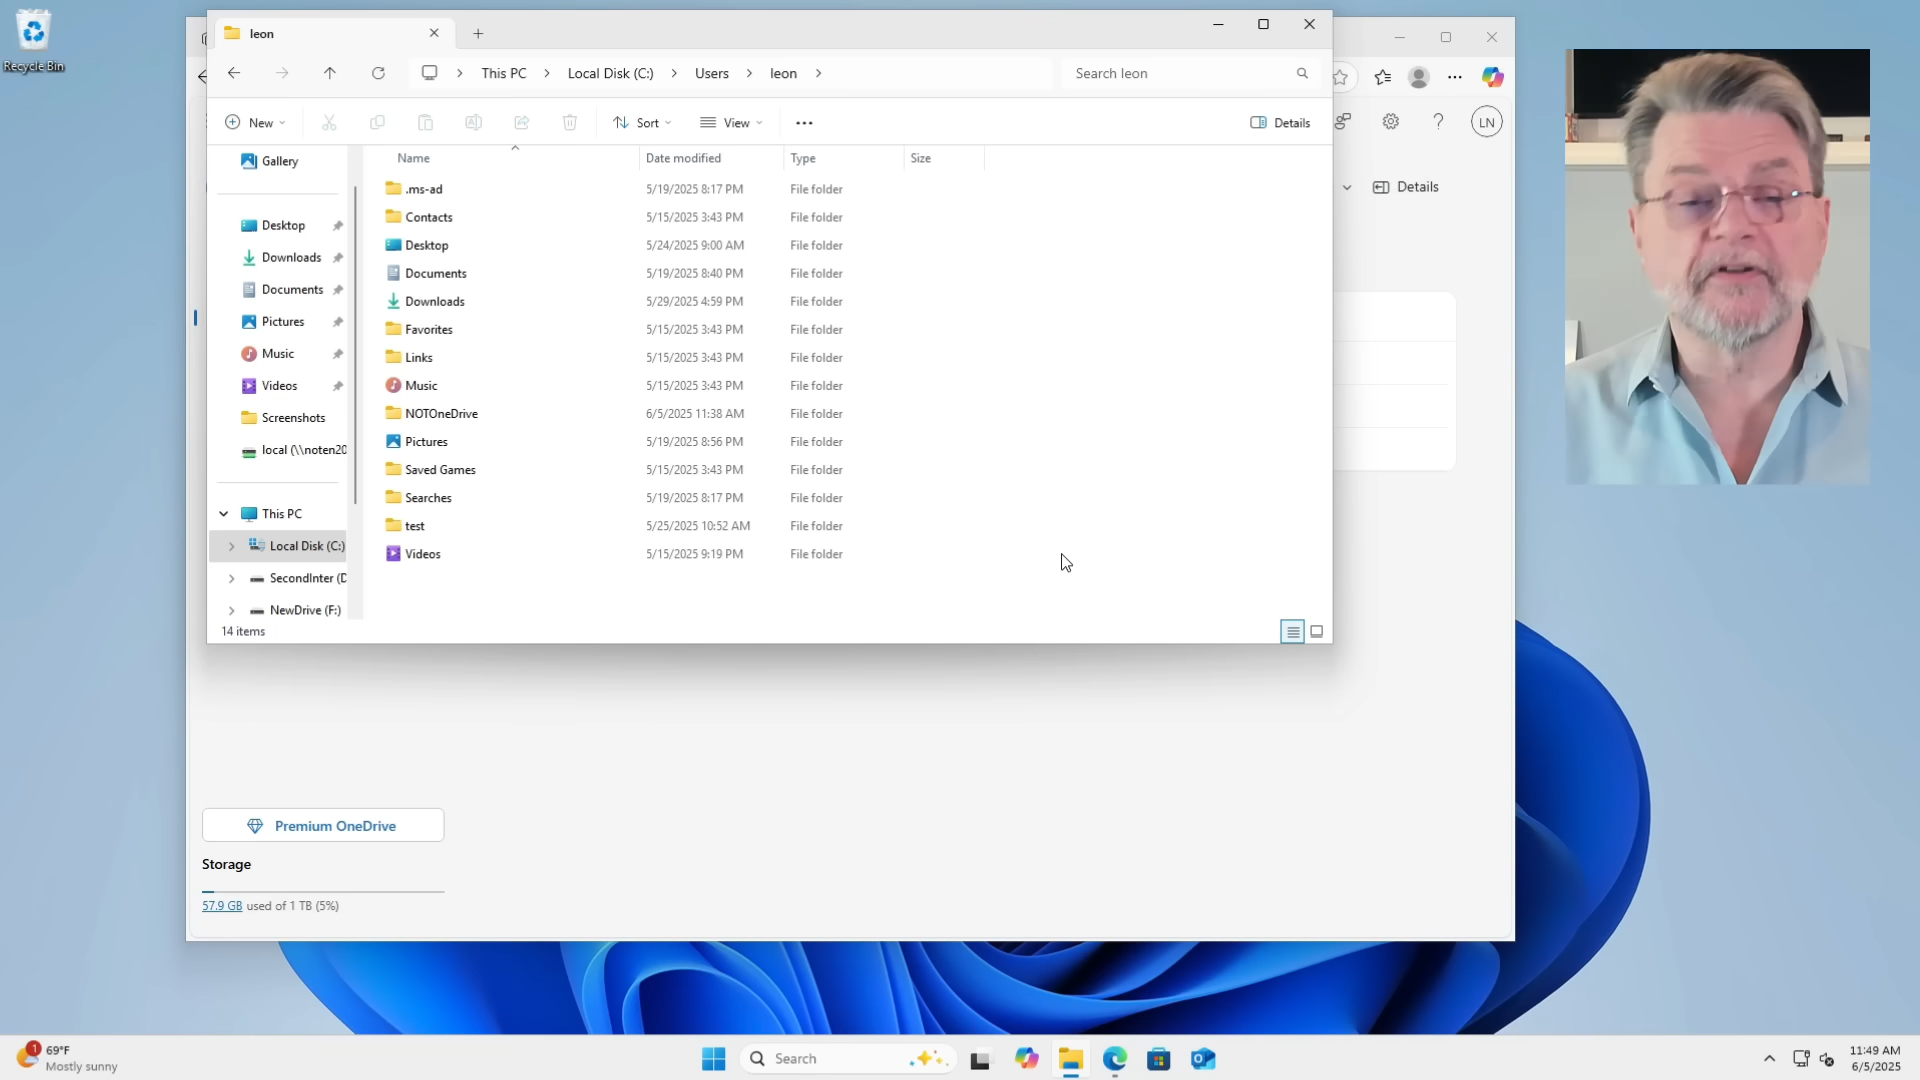 Recycle Bin
leon
This PC > Local Disk (C:) > Users > leon >
Search leon
New
Sort
View
Details
Name
Date modified
Type
Size
Gallery
Desktop
Downloads
Documents
Pictures
Music
Videos
Screenshots
local (\\noten20
This PC
Local Disk (C:)
SecondInter (D
NewDrive (F:)
.ms-ad 5/19/2025 8:17 PM File folder
Contacts 5/15/2025 3:43 PM File folder
Desktop 5/24/2025 9:00 AM File folder
Documents 5/19/2025 8:40 PM File folder
Downloads 5/29/2025 4:59 PM File folder
Favorites 5/15/2025 3:43 PM File folder
Links 5/15/2025 3:43 PM File folder
Music 5/15/2025 3:43 PM File folder
NOTOneDrive 6/5/2025 11:38 AM File folder
Pictures 5/19/2025 8:56 PM File folder
Saved Games 5/15/2025 3:43 PM File folder
Searches 5/19/2025 8:17 PM File folder
test 5/25/2025 10:52 AM File folder
Videos 5/15/2025 9:19 PM File folder
14 items
LN
Details
Premium OneDrive
Storage
57.9 GB used of 1 TB (5%)
1
69°F
Mostly sunny
Search
11:49 AM
6/5/2025